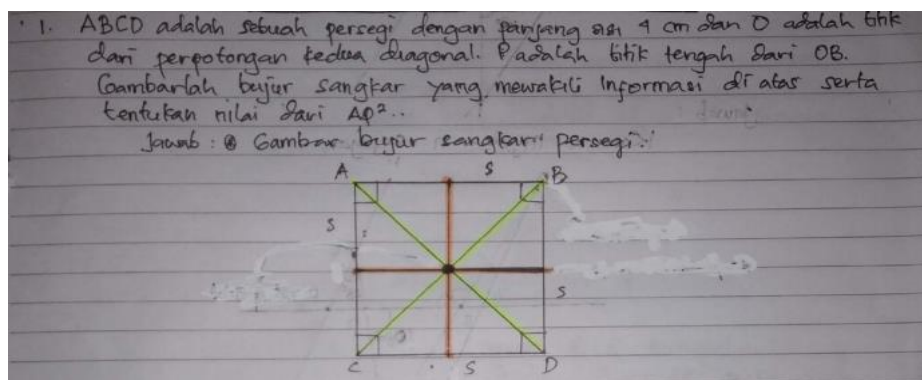 1. ABCD adalah sebuah persegi dengan panjang sisi 4 cm dan O adalah titik
dari perpotongan kedua diagonal. P adalah titik tengah dari OB.
Gambarlah bujur sangkar yang mewakili informasi di atas serta
tentukan nilai dari AP²..
Jawab : Gambar bujur sangkar persegi :
A
S
B
S
S
C
S
D